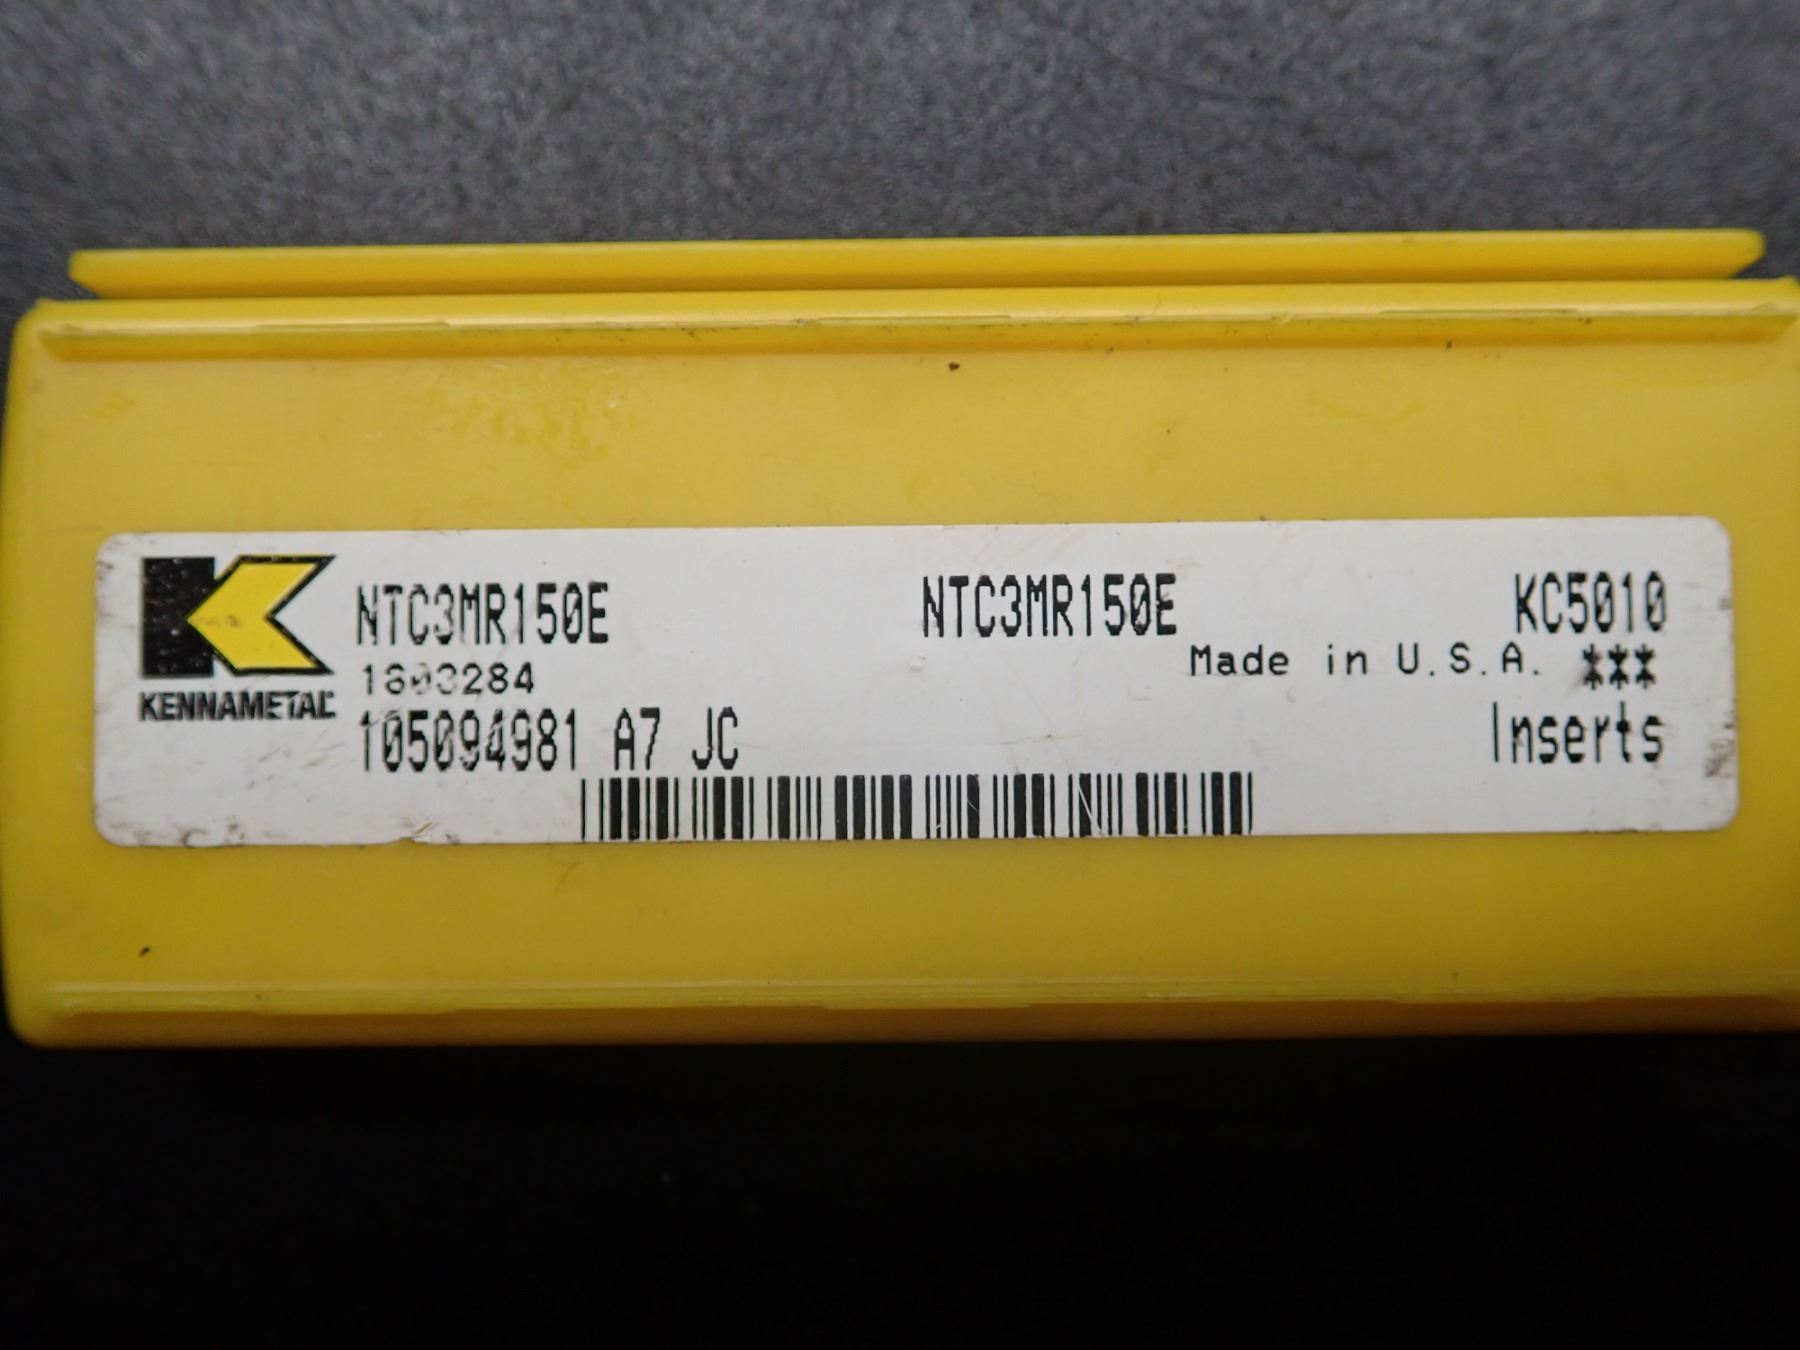 NTC3MR150E NTC3MR150E KC5010
Made in U.S.A. ***
KENNAMETAL
105094981 A7 JC Inserts